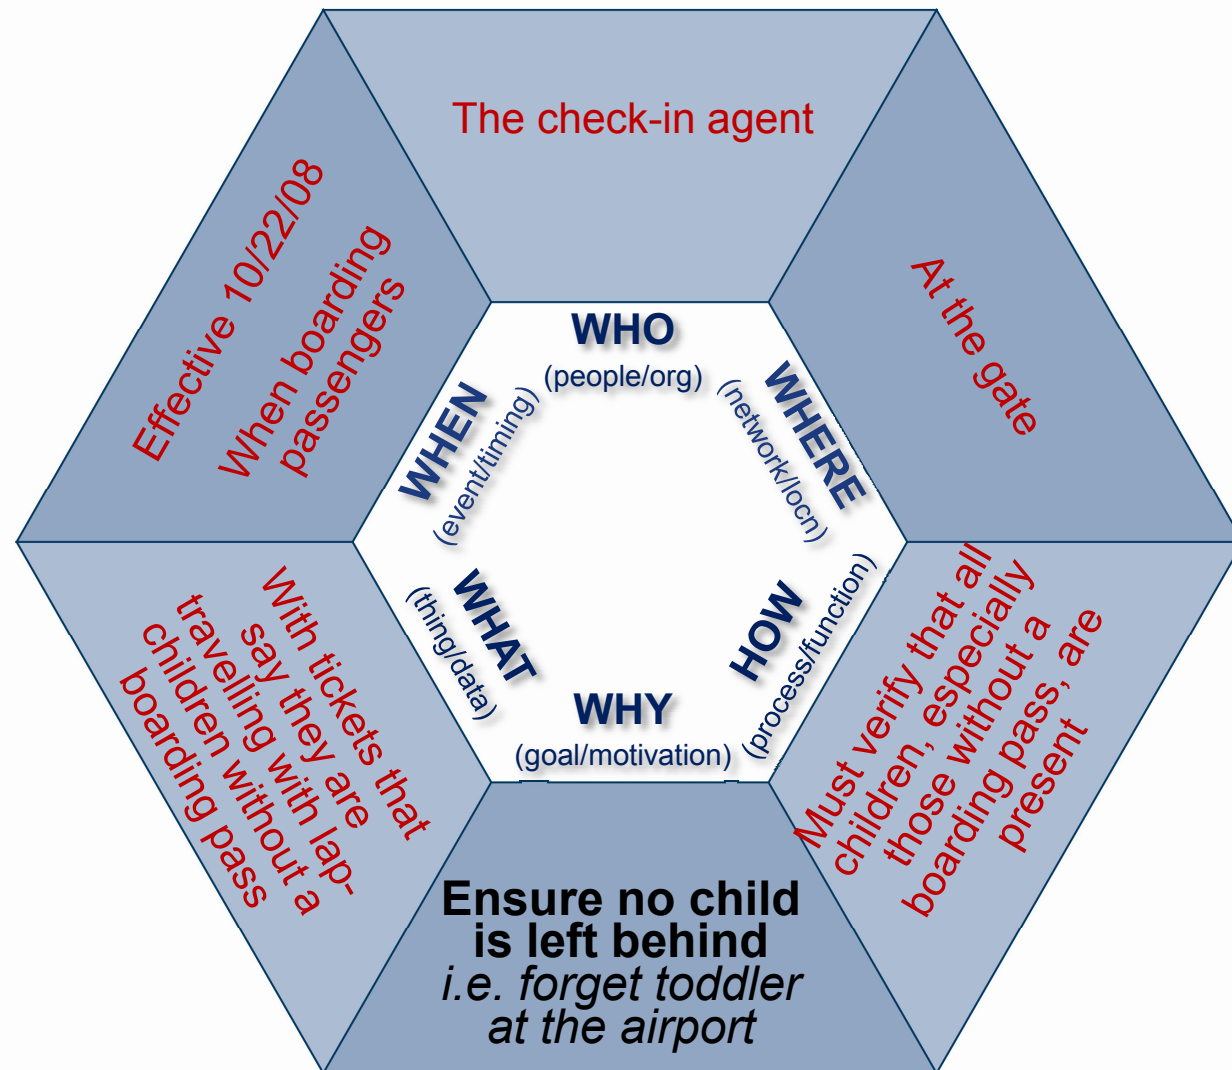 The check-in agent
Effective 10/22/08
When boarding
passengers
At the gate
WHO
(people/org)
WHEN
(event/timing)
WHERE
(network/locn)
WHAT
(thing/data)
HOW
(process/function)
WHY
(goal/motivation)
With tickets that
say they are
travelling with lap-
children without a
boarding pass
Must verify that all
children, especially
those without a
boarding pass, are
present
Ensure no child
is left behind
i.e. forget toddler
at the airport